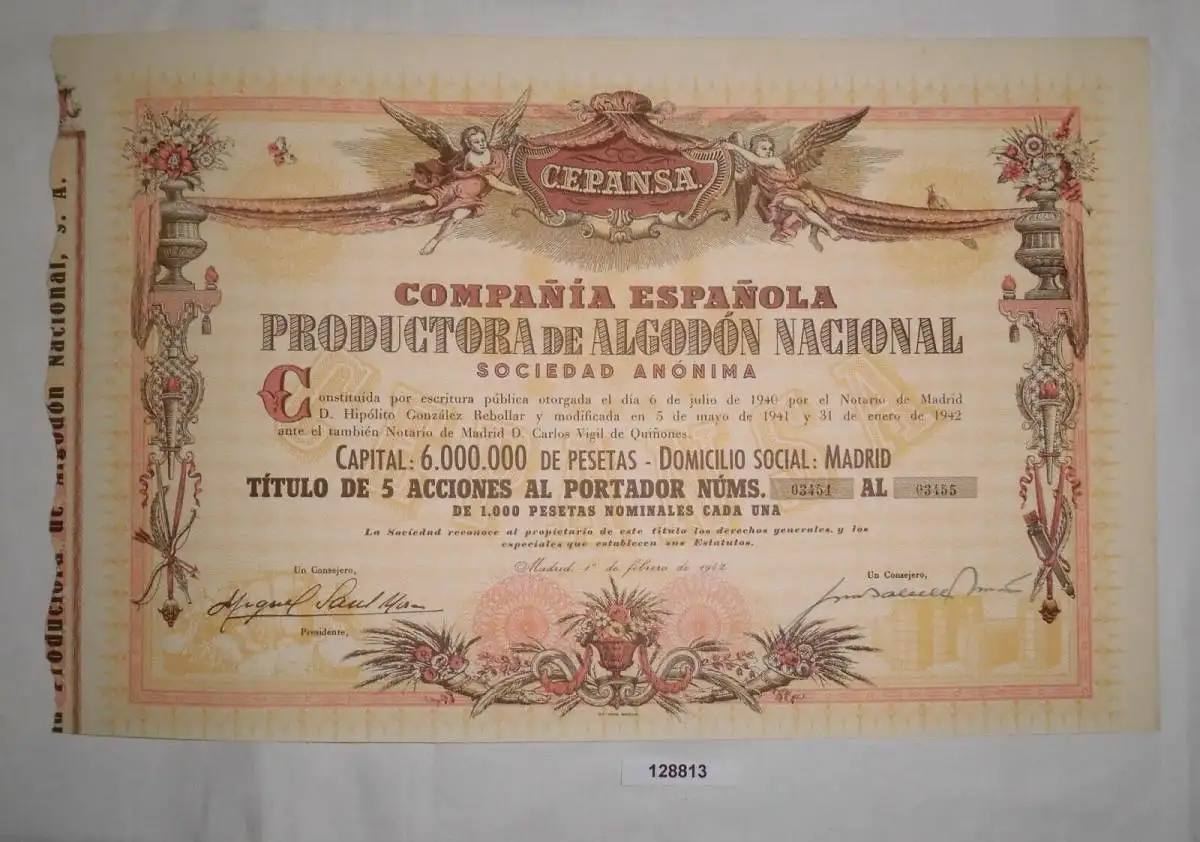 C.E.P.A.N.S.A.
COMPAÑÍA ESPAÑOLA
PRODUCTORA DE ALGODÓN NACIONAL
SOCIEDAD ANÓNIMA
Constituída por escritura pública otorgada el día 6 de julio de 1940 por el Notario de Madrid
D. Hipólito González Rebollar y modificada en 5 de mayo de 1941 y 31 de enero de 1942
ante el también Notario de Madrid D. Carlos Vigil de Quiñones.
CAPITAL: 6.000.000 DE PESETAS - DOMICILIO SOCIAL: MADRID
TÍTULO DE 5 ACCIONES AL PORTADOR NÚMS. 03451 AL 03455
DE 1.000 PESETAS NOMINALES CADA UNA
La Sociedad reconoce al propietario de este título los derechos generales, y los
especiales que establecen sus Estatutos.
Madrid, 1º de febrero de 1942
Un Consejero,
Un Consejero,
Miguel
Presidente,
Productora de Algodón Nacional, S. A.
128813